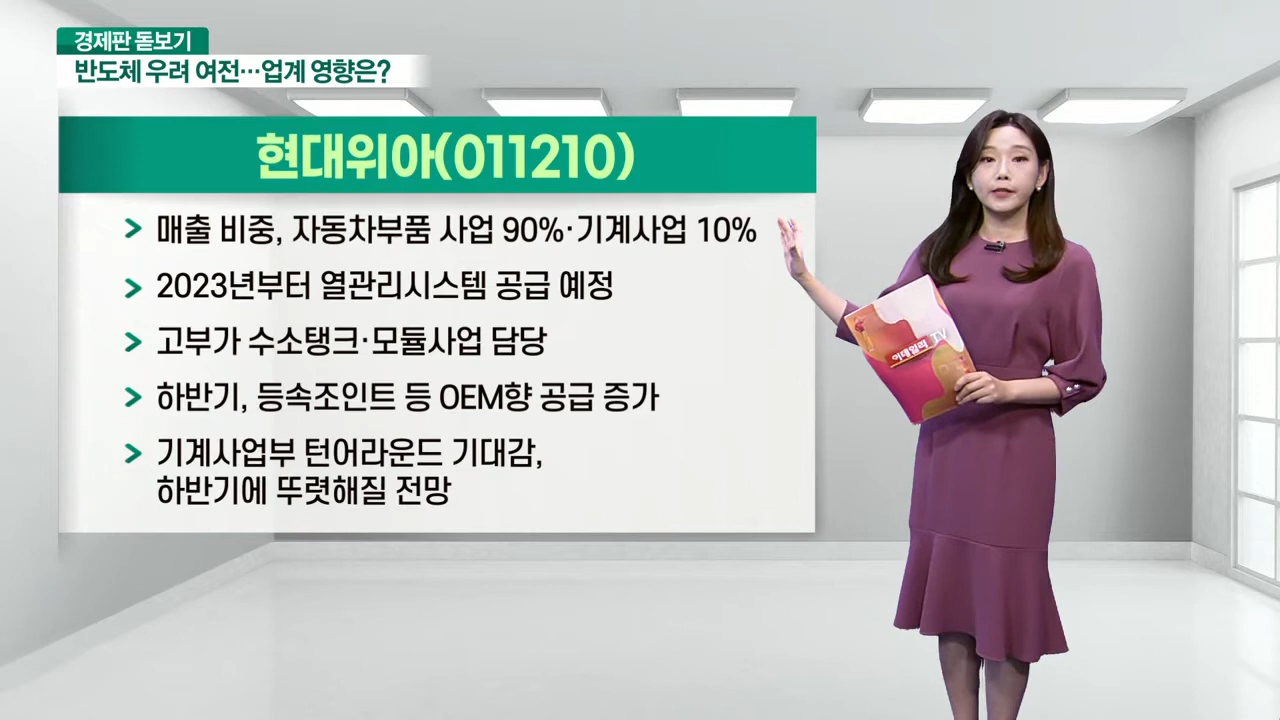 경제판 돋보기
반도체 우려 여전…업계 영향은?
현대위아(011210)
매출 비중, 자동차부품 사업 90%·기계사업 10%
2023년부터 열관리시스템 공급 예정
고부가 수소탱크·모듈사업 담당
하반기, 등속조인트 등 OEM향 공급 증가
기계사업부 턴어라운드 기대감,
하반기에 뚜렷해질 전망
이데일리 TV